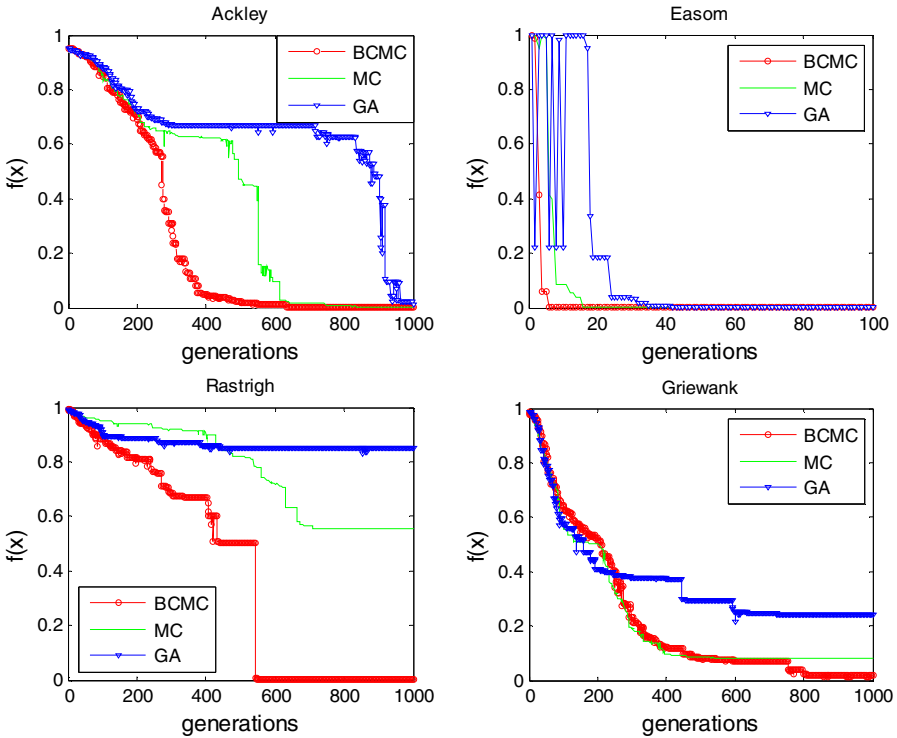 Ackley
1
0.8
0.6
0.4
0.2
0
f(x)
0
200
400
600
800
1000
generations
BCMC
MC
GA
Easom
1
0.8
0.6
0.4
0.2
0
f(x)
0
20
40
60
80
100
generations
BCMC
MC
GA
Rastrigh
1
0.8
0.6
0.4
0.2
0
f(x)
0
200
400
600
800
1000
generations
BCMC
MC
GA
Griewank
1
0.8
0.6
0.4
0.2
0
f(x)
0
200
400
600
800
1000
generations
BCMC
MC
GA